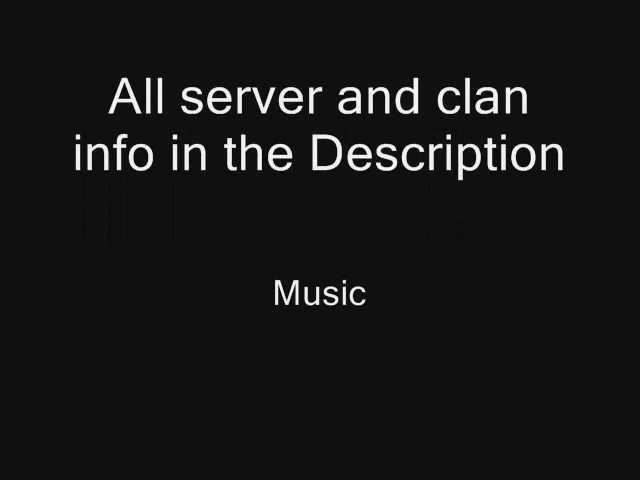 All server and clan
info in the Description
Music